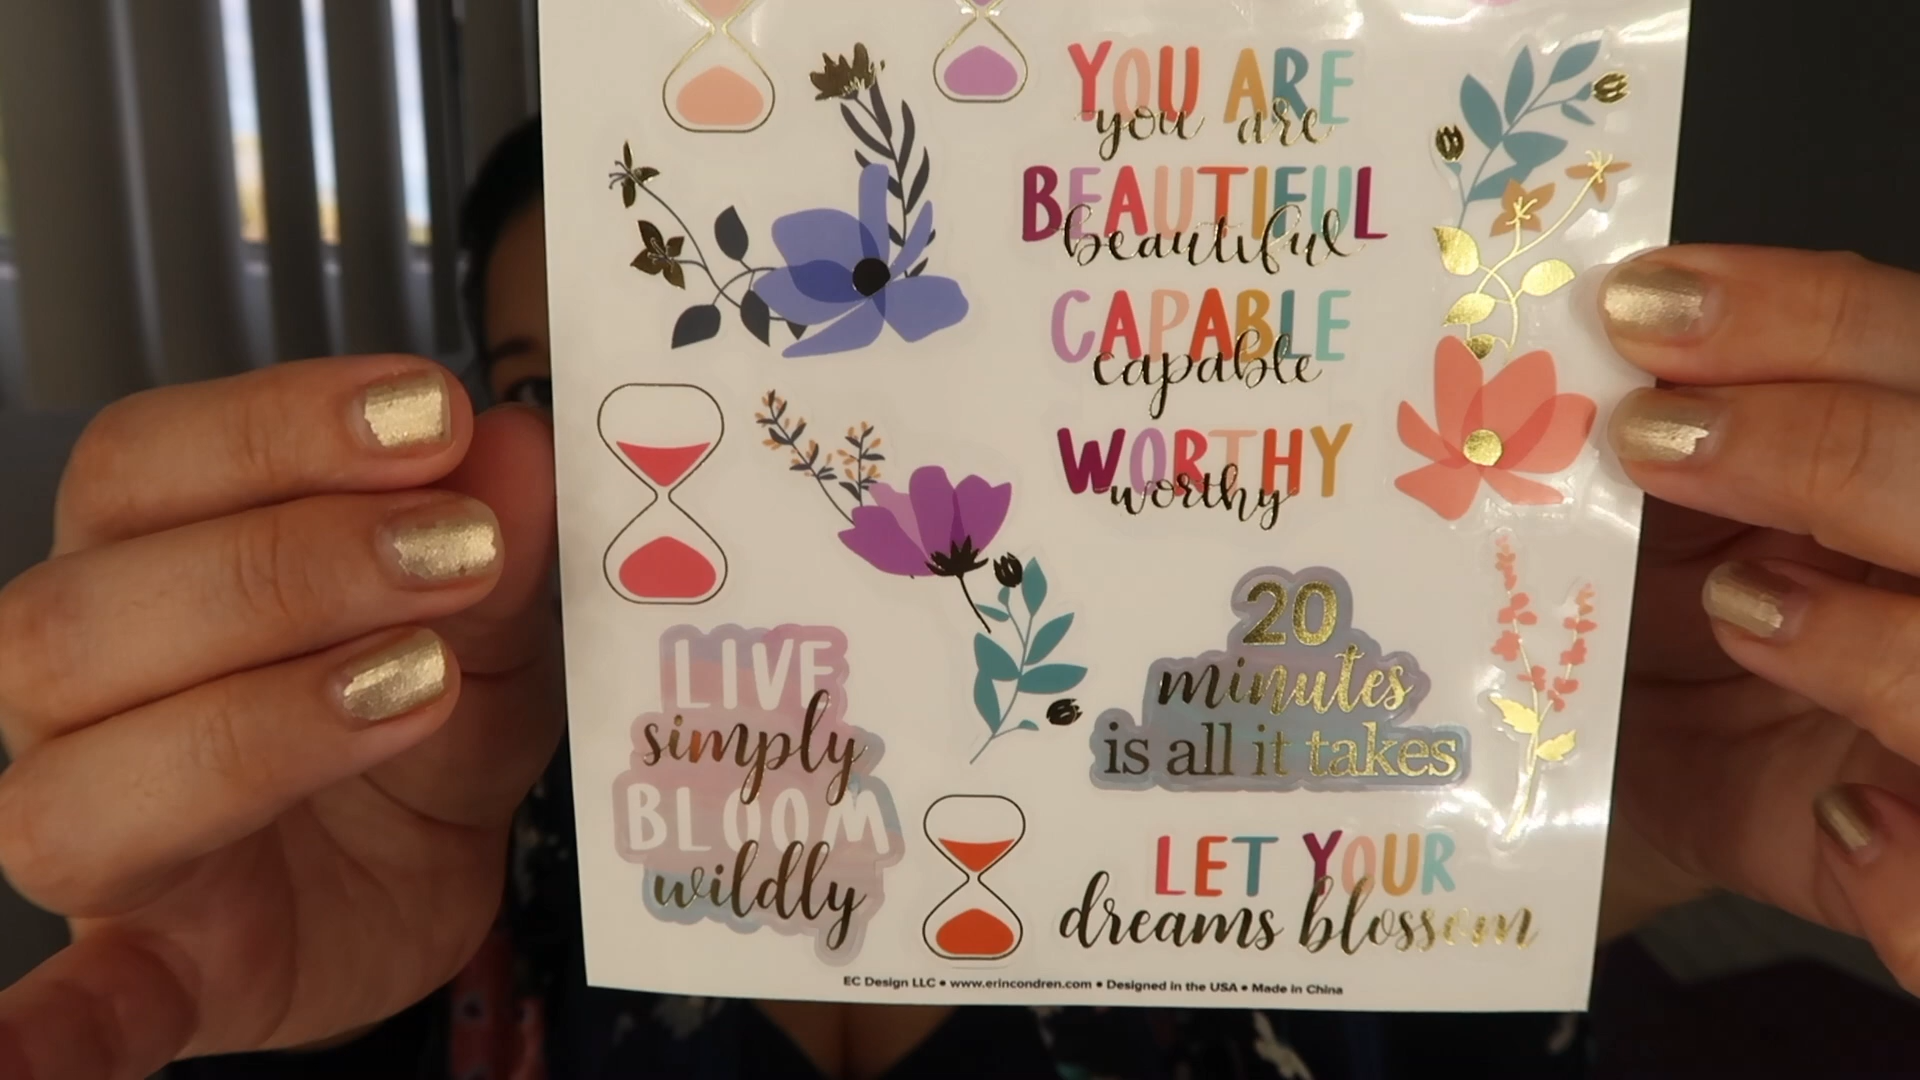 YOU ARE
you are
BEAUTIFUL
beautiful
CAPABLE
capable
WORTHY
worthy
20
minutes
is all it takes
LIVE
simply
BLOOM
wildly
LET YOUR
dreams blossom
EC Design LLC • www.erincondren.com • Designed in the USA • Made in China